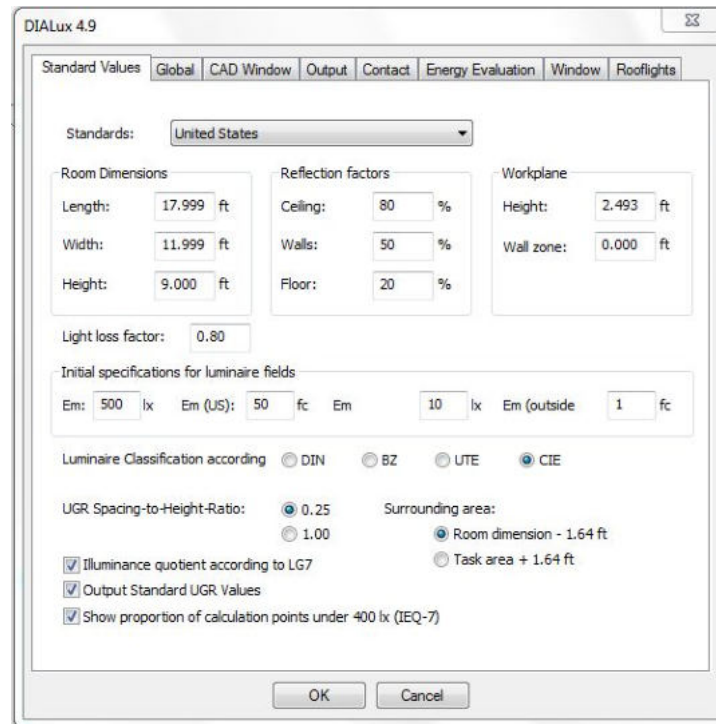 DIALux 4.9
Standard Values Global CAD Window Output Contact Energy Evaluation Window Rooflights
Standards: United States
Room Dimensions Reflection factors Workplane
Length: 17.999 ft Ceiling: 80 % Height: 2.493 ft
Width: 11.999 ft Walls: 50 % Wall zone: 0.000 ft
Height: 9.000 ft Floor: 20 %
Light loss factor: 0.80
Initial specifications for luminaire fields
Em: 500 lx Em (US): 50 fc Em 10 lx Em (outside 1 fc
Luminaire Classification according DIN BZ UTE CIE
UGR Spacing-to-Height-Ratio: 0.25 Surrounding area:
1.00 Room dimension - 1.64 ft
Illuminance quotient according to LG7 Task area + 1.64 ft
Output Standard UGR Values
Show proportion of calculation points under 400 lx (IEQ-7)
OK Cancel